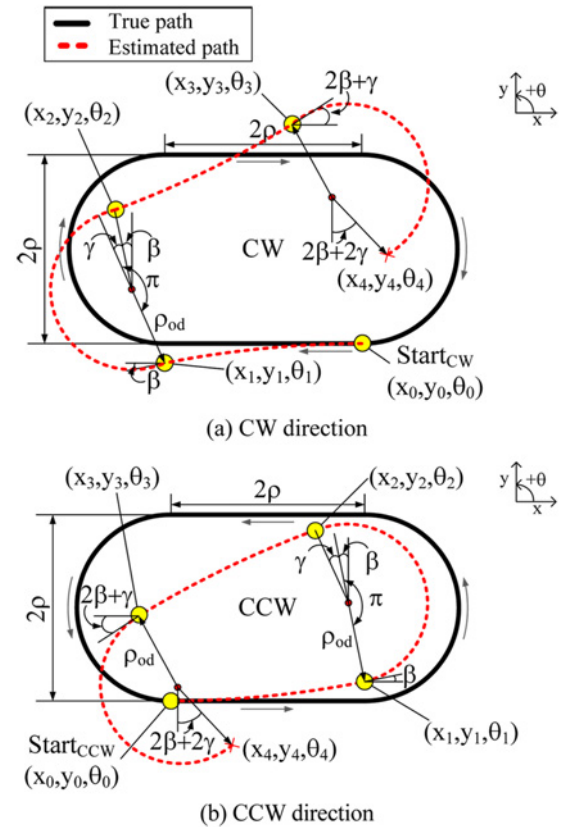 True path
Estimated path
(x3,y3,θ3)
2β+γ
(x2,y2,θ2)
y
+θ
x
2ρ
2ρ
CW
γ
β
π
ρod
2β+2γ
(x4,y4,θ4)
β
(x1,y1,θ1)
StartCW
(x0,y0,θ0)
(a) CW direction
(x3,y3,θ3)
(x2,y2,θ2)
y
+θ
x
2ρ
2ρ
2β+γ
CCW
γ
β
π
ρod
ρod
β
StartCCW
(x0,y0,θ0)
2β+2γ
(x4,y4,θ4)
(x1,y1,θ1)
(b) CCW direction